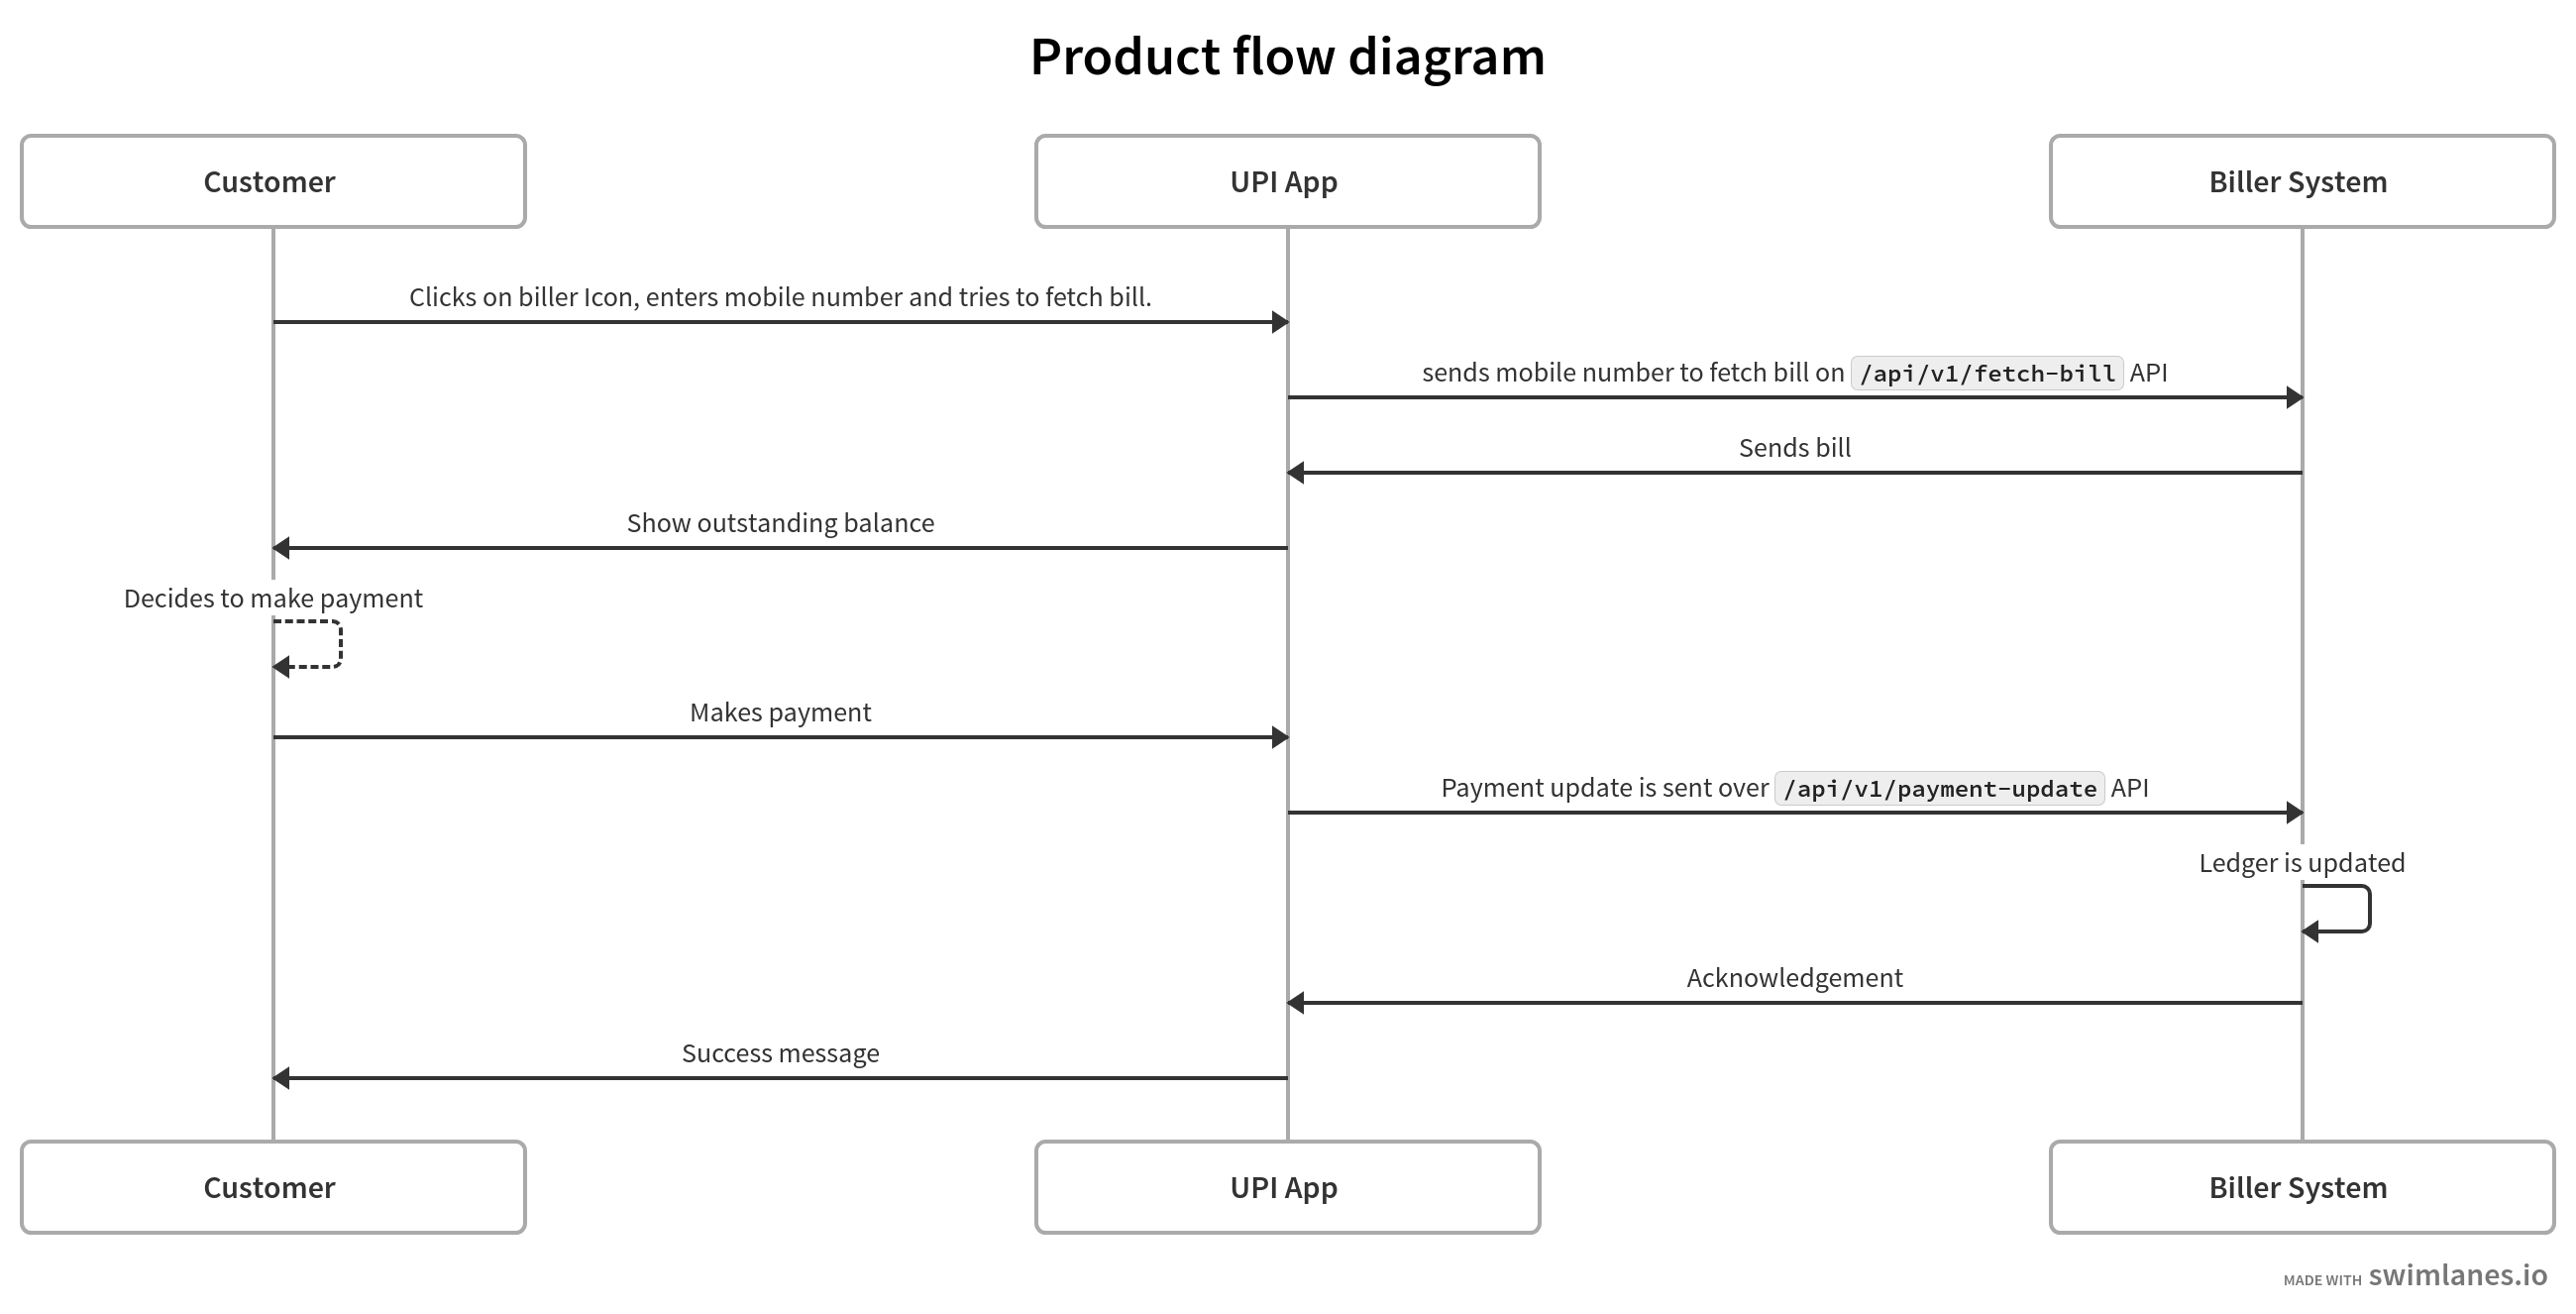 Product flow diagram
Customer
UPI App
Biller System
Clicks on biller Icon, enters mobile number and tries to fetch bill.
sends mobile number to fetch bill on /api/v1/fetch-bill API
Sends bill
Show outstanding balance
Decides to make payment
Makes payment
Payment update is sent over /api/v1/payment-update API
Ledger is updated
Acknowledgement
Success message
Customer
UPI App
Biller System
MADE WITH swimlanes.io